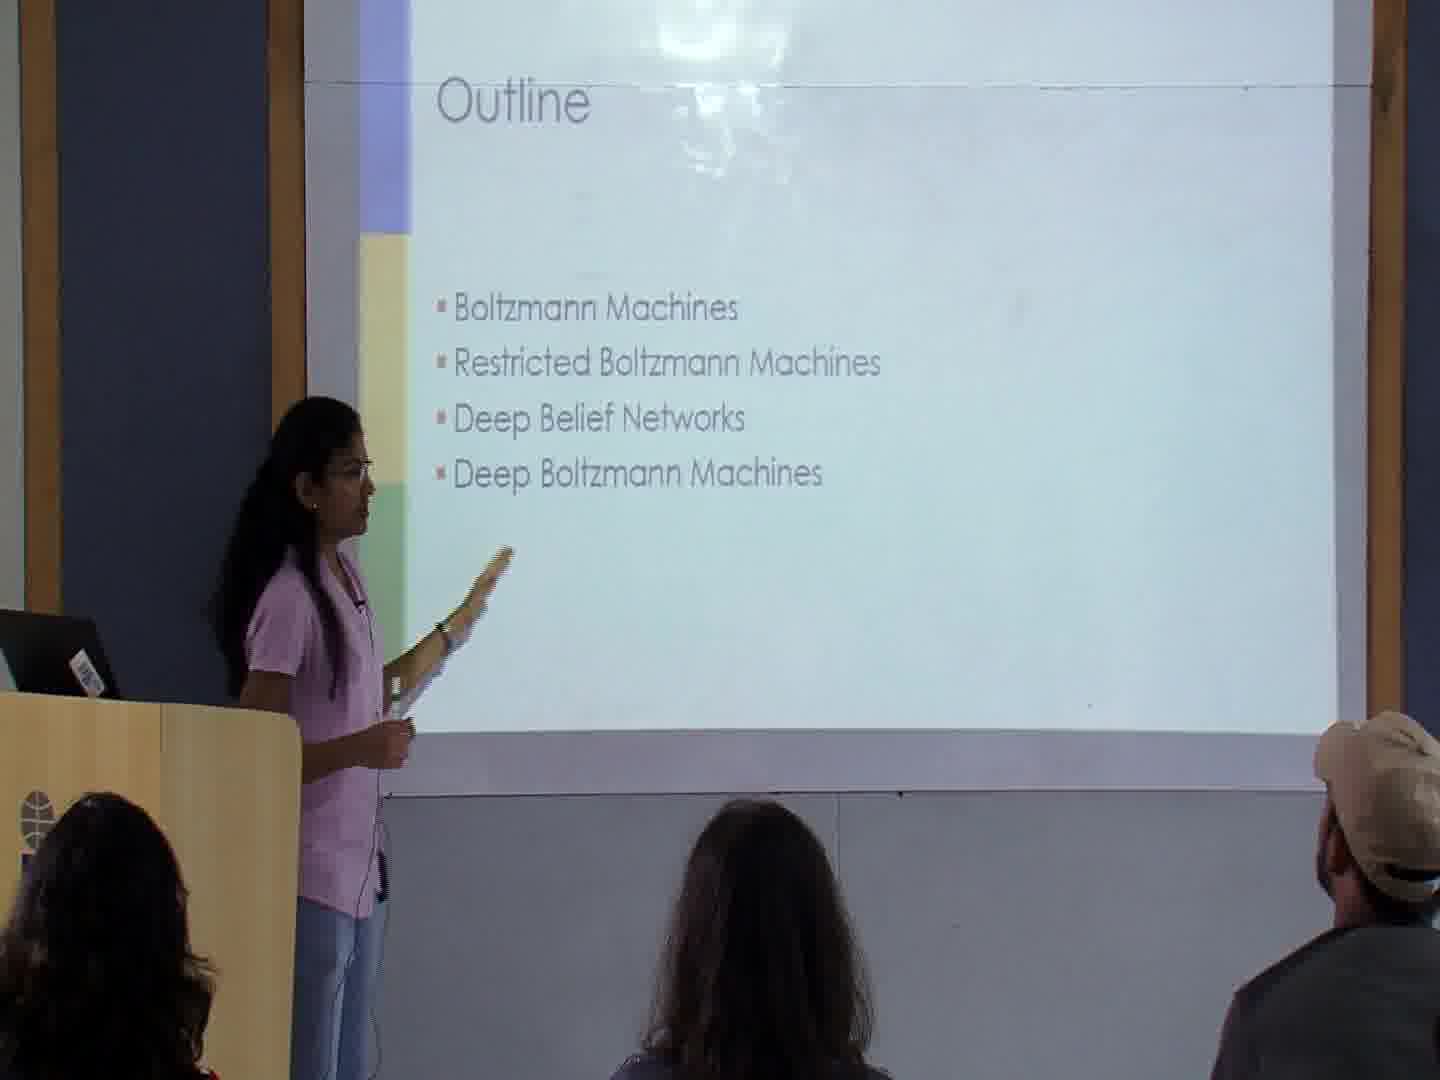 Outline
▪ Boltzmann Machines
▪ Restricted Boltzmann Machines
▪ Deep Belief Networks
▪ Deep Boltzmann Machines